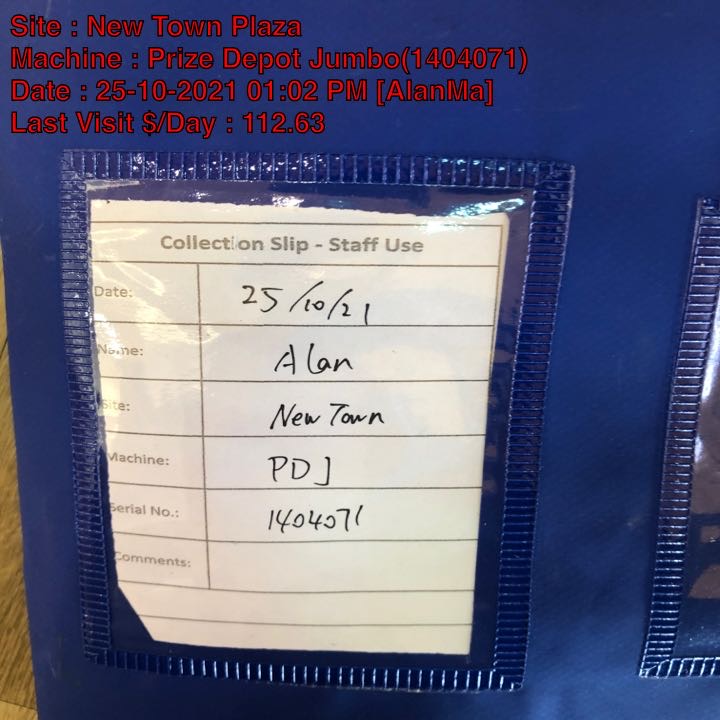 Site : New Town Plaza
Machine : Prize Depot Jumbo(1404071)
Date : 25-10-2021 01:02 PM [AlanMa]
Last Visit $/Day : 112.63
Collection Slip - Staff Use
Date: 25/10/21
Name: Alan
Site: New Town
Machine: PDJ
Serial No.: 1404071
Comments: